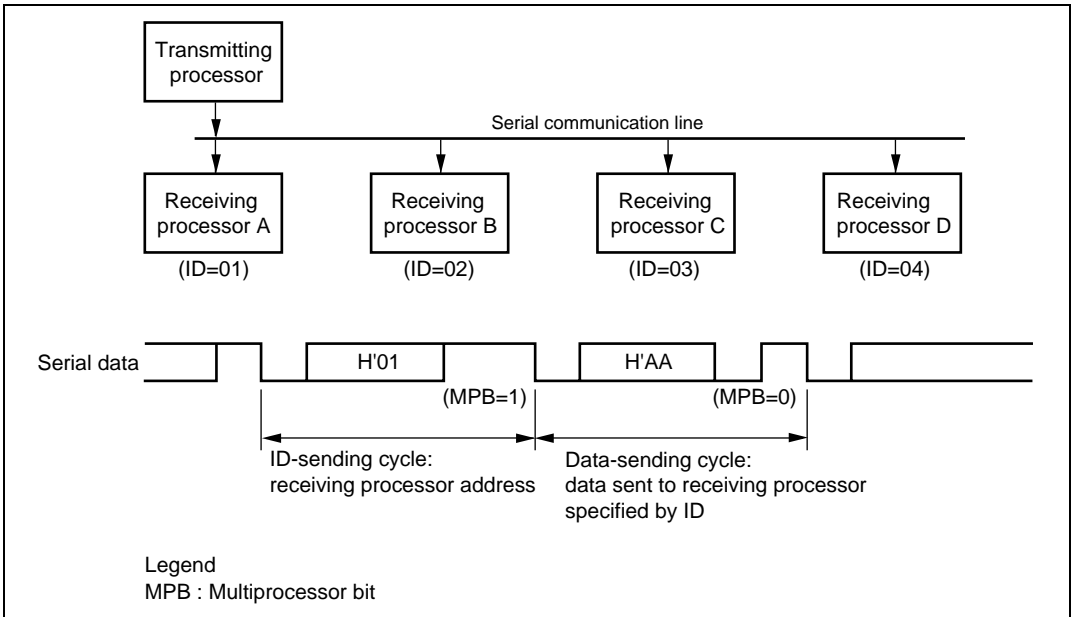 Transmitting
processor
Serial communication line
Receiving
processor A
Receiving
processor B
Receiving
processor C
Receiving
processor D
(ID=01)
(ID=02)
(ID=03)
(ID=04)
Serial data
H'01
H'AA
(MPB=1)
(MPB=0)
ID-sending cycle:
receiving processor address
Data-sending cycle:
data sent to receiving processor
specified by ID
Legend
MPB : Multiprocessor bit